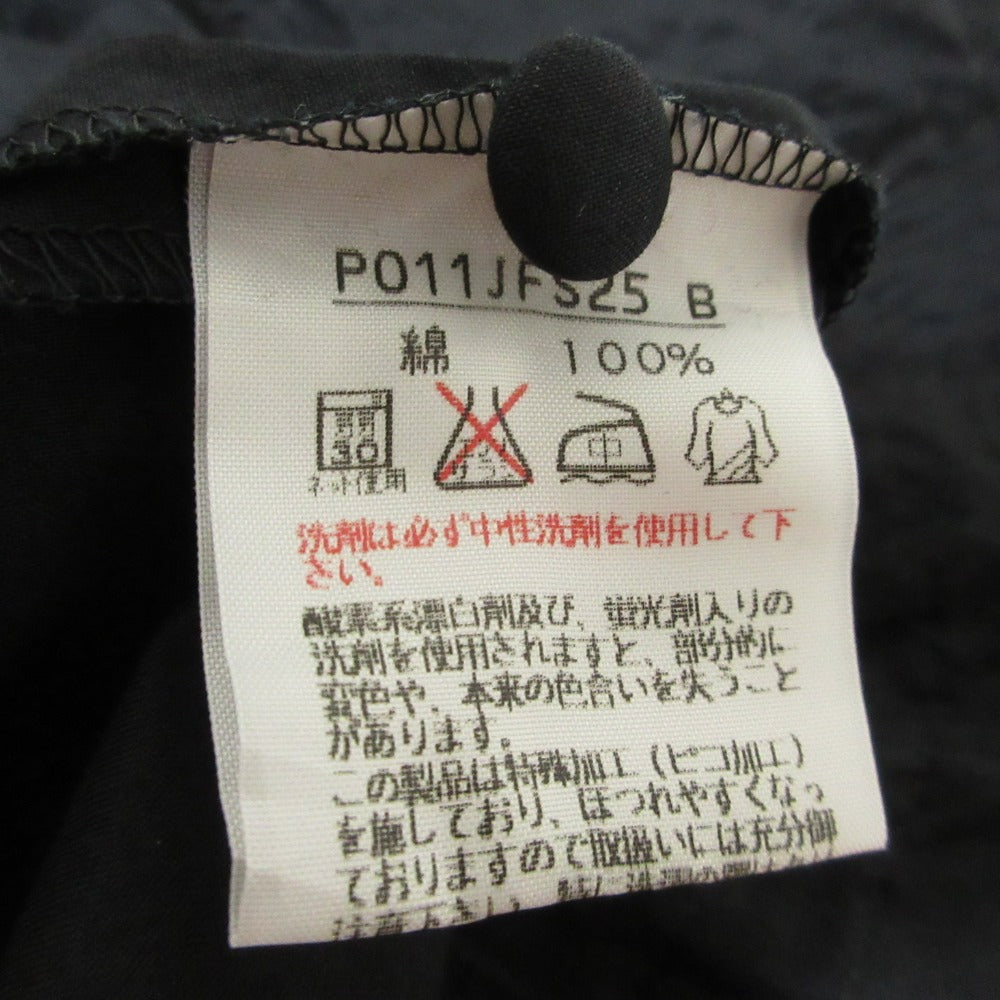 P011JFS25 B
綿 100%
弱
30
中
ネット使用
洗剤は必ず中性洗剤を使用して下
さい。
酸素系漂白剤及び、蛍光剤入りの
洗剤を使用されますと、部分的に
変色や、本来の色合いを失うこと
があります。
この製品は特殊加工(ピコ加工)
を施しており、ほつれやすくなっ
ておりますので取扱いには充分御
注意下さい。